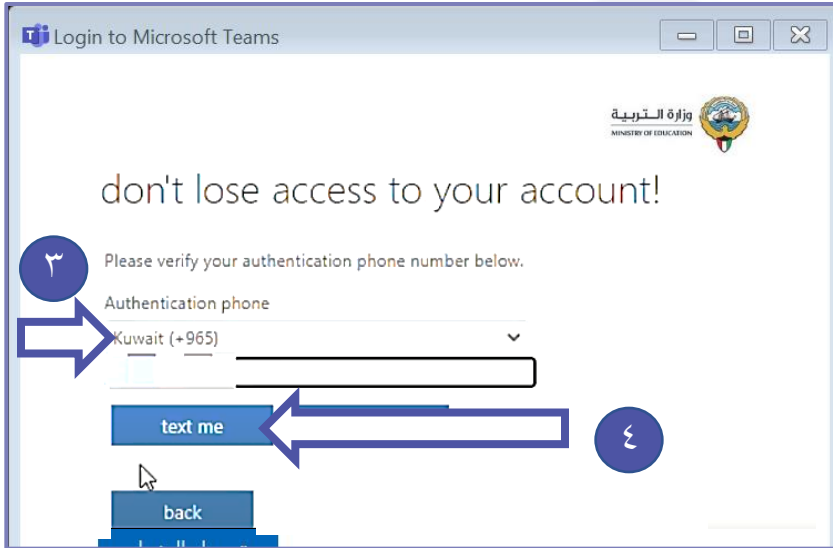 Login to Microsoft Teams
وزارة التربية
MINISTRY OF EDUCATION
don't lose access to your account!
٣
Please verify your authentication phone number below.
Authentication phone
Kuwait (+965)
text me
٤
back